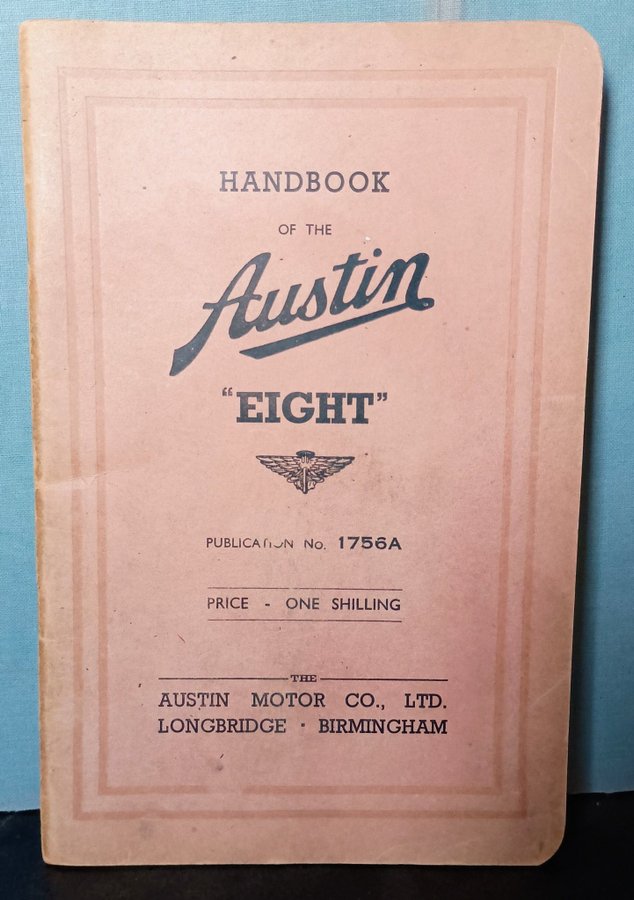 HANDBOOK
OF THE
Austin
“EIGHT”
PUBLICATION No. 1756A
PRICE - ONE SHILLING
THE
AUSTIN MOTOR CO., LTD.
LONGBRIDGE · BIRMINGHAM